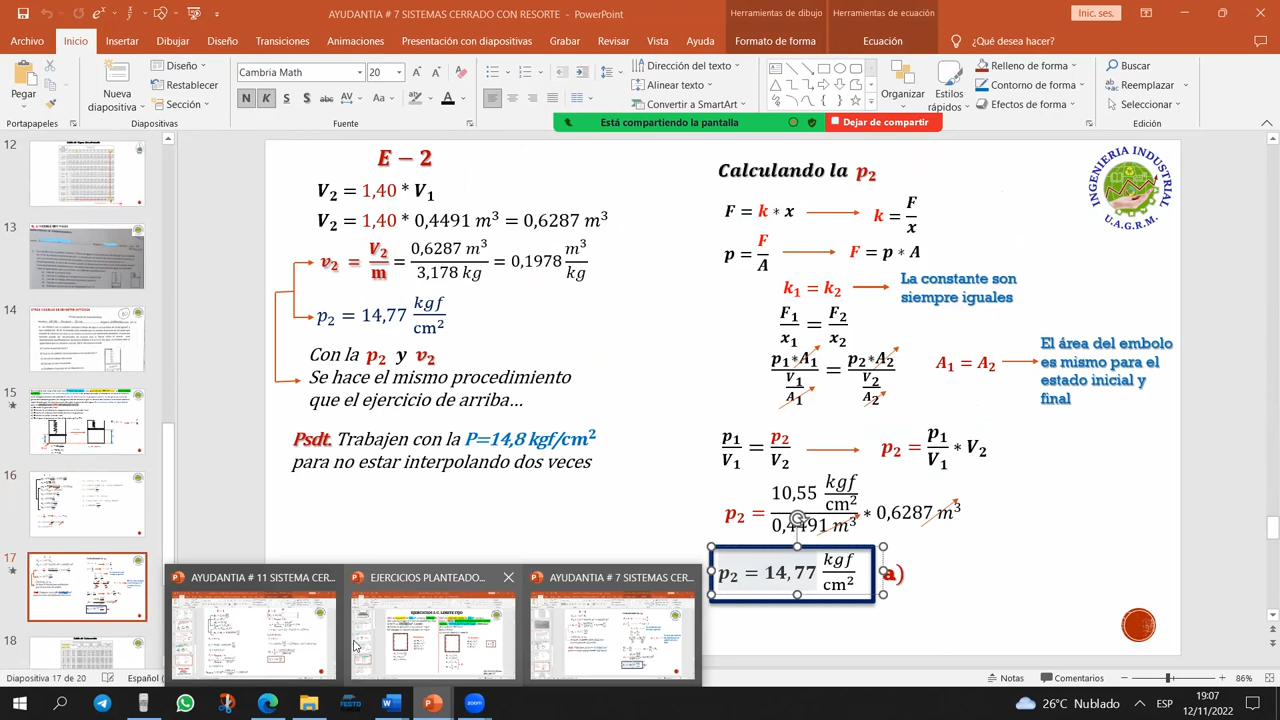 AYUDANTIA # 7 SISTEMAS CERRADO CON RESORTE - PowerPoint
Herramientas de dibujo
Herramientas de ecuación
Inic. ses.
Archivo
Inicio
Insertar
Dibujar
Diseño
Transiciones
Animaciones
Presentación con diapositivas
Grabar
Revisar
Vista
Ayuda
Formato de forma
Ecuación
¿Qué desea hacer?
Pegar
Nueva diapositiva
Diseño
Restablecer
Sección
Cambria Math
20
N K S S abc AV Aa
A
Dirección del texto
Alinear texto
Convertir a SmartArt
Organizar
Estilos rápidos
Relleno de forma
Contorno de forma
Efectos de forma
Buscar
Reemplazar
Seleccionar
Portapapeles
Diapositivas
Fuente
Edición
Está compartiendo la pantalla
Dejar de compartir
12
13
14
15
16
17
18
E − 2
V₂ = 1,40 * V₁
V₂ = 1,40 * 0,4491 m³ = 0,6287 m³
v₂ = V₂/m = 0,6287 m³/3,178 kg = 0,1978 m³/kg
p₂ = 14,77 kgf/cm²
Con la p₂ y v₂
Se hace el mismo procedimiento
que el ejercicio de arriba...
Psdt. Trabajen con la P=14,8 kgf/cm²
para no estar interpolando dos veces
Calculando la p₂
F = k * x
k = F/x
p = F/A
F = p * A
k₁ = k₂
La constante son
siempre iguales
F₁/x₁ = F₂/x₂
p₁*A₁/(V₁/A₁) = p₂*A₂/(V₂/A₂)
A₁ = A₂
El área del embolo
es mismo para el
estado inicial y
final
p₁/V₁ = p₂/V₂
p₂ = p₁/V₁ * V₂
p₂ = 10,55 kgf/cm² / 0,4491 m³ * 0,6287 m³
p₂ = 14,77 kgf/cm²
a)
INGENIERIA INDUSTRIAL
U.A.G.R.M.
AYUDANTIA # 11 SISTEMA CER...
EJERCICIOS PLANTEADO...
AYUDANTIA # 7 SISTEMAS CER...
Diapositiva 17 de 20
Español (
Notas
Comentarios
86%
FESTO
zoom
26°C Nublado
ESP
19:07
12/11/2022